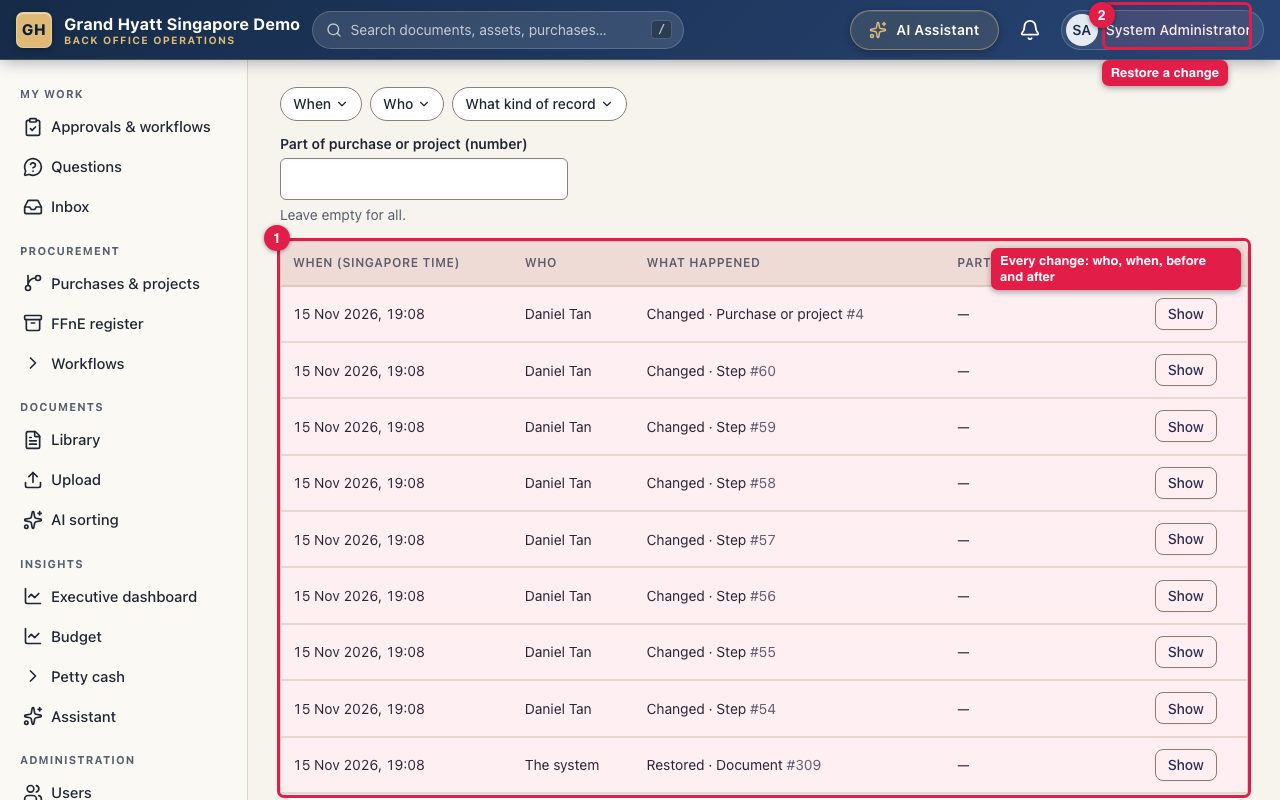 GH
Grand Hyatt Singapore Demo
BACK OFFICE OPERATIONS
Search documents, assets, purchases... /
AI Assistant
SA
2
System Administrator
Restore a change
MY WORK
Approvals & workflows
Questions
Inbox
PROCUREMENT
Purchases & projects
FFnE register
Workflows
DOCUMENTS
Library
Upload
AI sorting
INSIGHTS
Executive dashboard
Budget
Petty cash
Assistant
ADMINISTRATION
Users
When
Who
What kind of record
Part of purchase or project (number)
Leave empty for all.
1
WHEN (SINGAPORE TIME) WHO WHAT HAPPENED PART
Every change: who, when, before
and after
15 Nov 2026, 19:08 Daniel Tan Changed · Purchase or project #4 — Show
15 Nov 2026, 19:08 Daniel Tan Changed · Step #60 — Show
15 Nov 2026, 19:08 Daniel Tan Changed · Step #59 — Show
15 Nov 2026, 19:08 Daniel Tan Changed · Step #58 — Show
15 Nov 2026, 19:08 Daniel Tan Changed · Step #57 — Show
15 Nov 2026, 19:08 Daniel Tan Changed · Step #56 — Show
15 Nov 2026, 19:08 Daniel Tan Changed · Step #55 — Show
15 Nov 2026, 19:08 Daniel Tan Changed · Step #54 — Show
15 Nov 2026, 19:08 The system Restored · Document #309 — Show